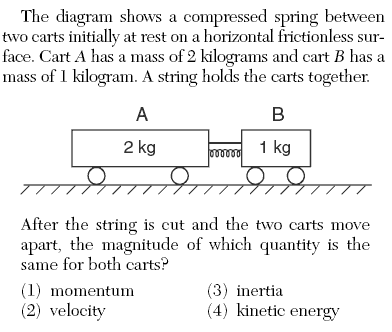 The diagram shows a compressed spring between
two carts initially at rest on a horizontal frictionless sur-
face. Cart A has a mass of 2 kilograms and cart B has a
mass of 1 kilogram. A string holds the carts together.
A B
2 kg 1 kg
After the string is cut and the two carts move
apart, the magnitude of which quantity is the
same for both carts?
(1) momentum (3) inertia
(2) velocity (4) kinetic energy